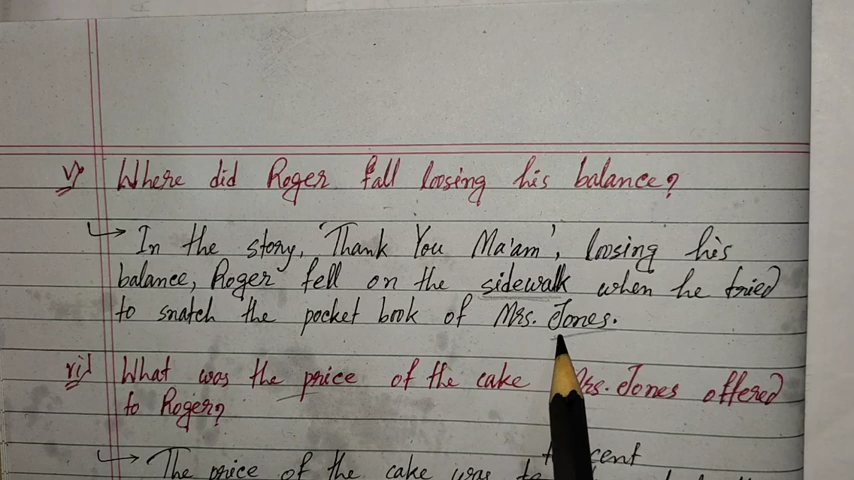 v) Where did Roger fall loosing his balance?
In the story, 'Thank You Ma'am', loosing his
balance, Roger fell on the sidewalk when he tried
to snatch the pocket book of Mrs. Jones.
vi) What was the price of the cake Mrs. Jones offered
to Roger?
cent
The price of the cake was